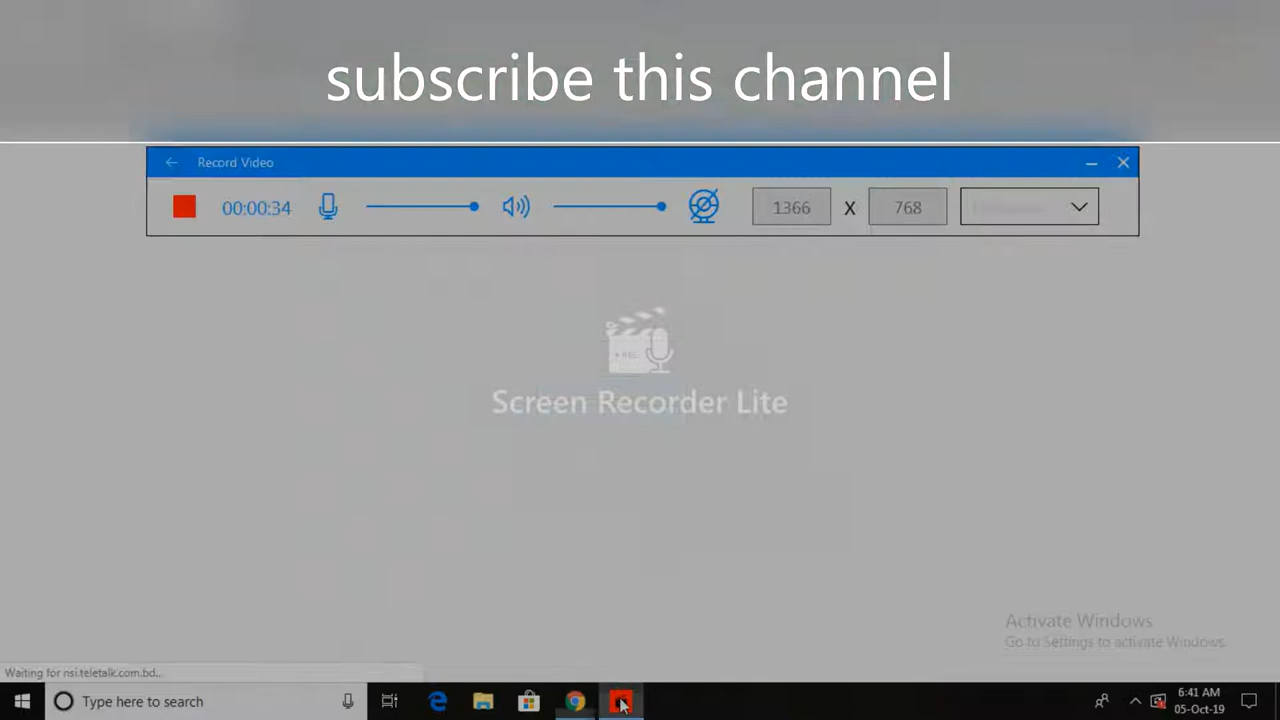 subscribe this channel
Record Video
00:00:34
1366 X 768
REC
Screen Recorder Lite
Activate Windows
Go to Settings to activate Windows.
Waiting for nsi.teletalk.com.bd...
Type here to search
6:41 AM
05-Oct-19